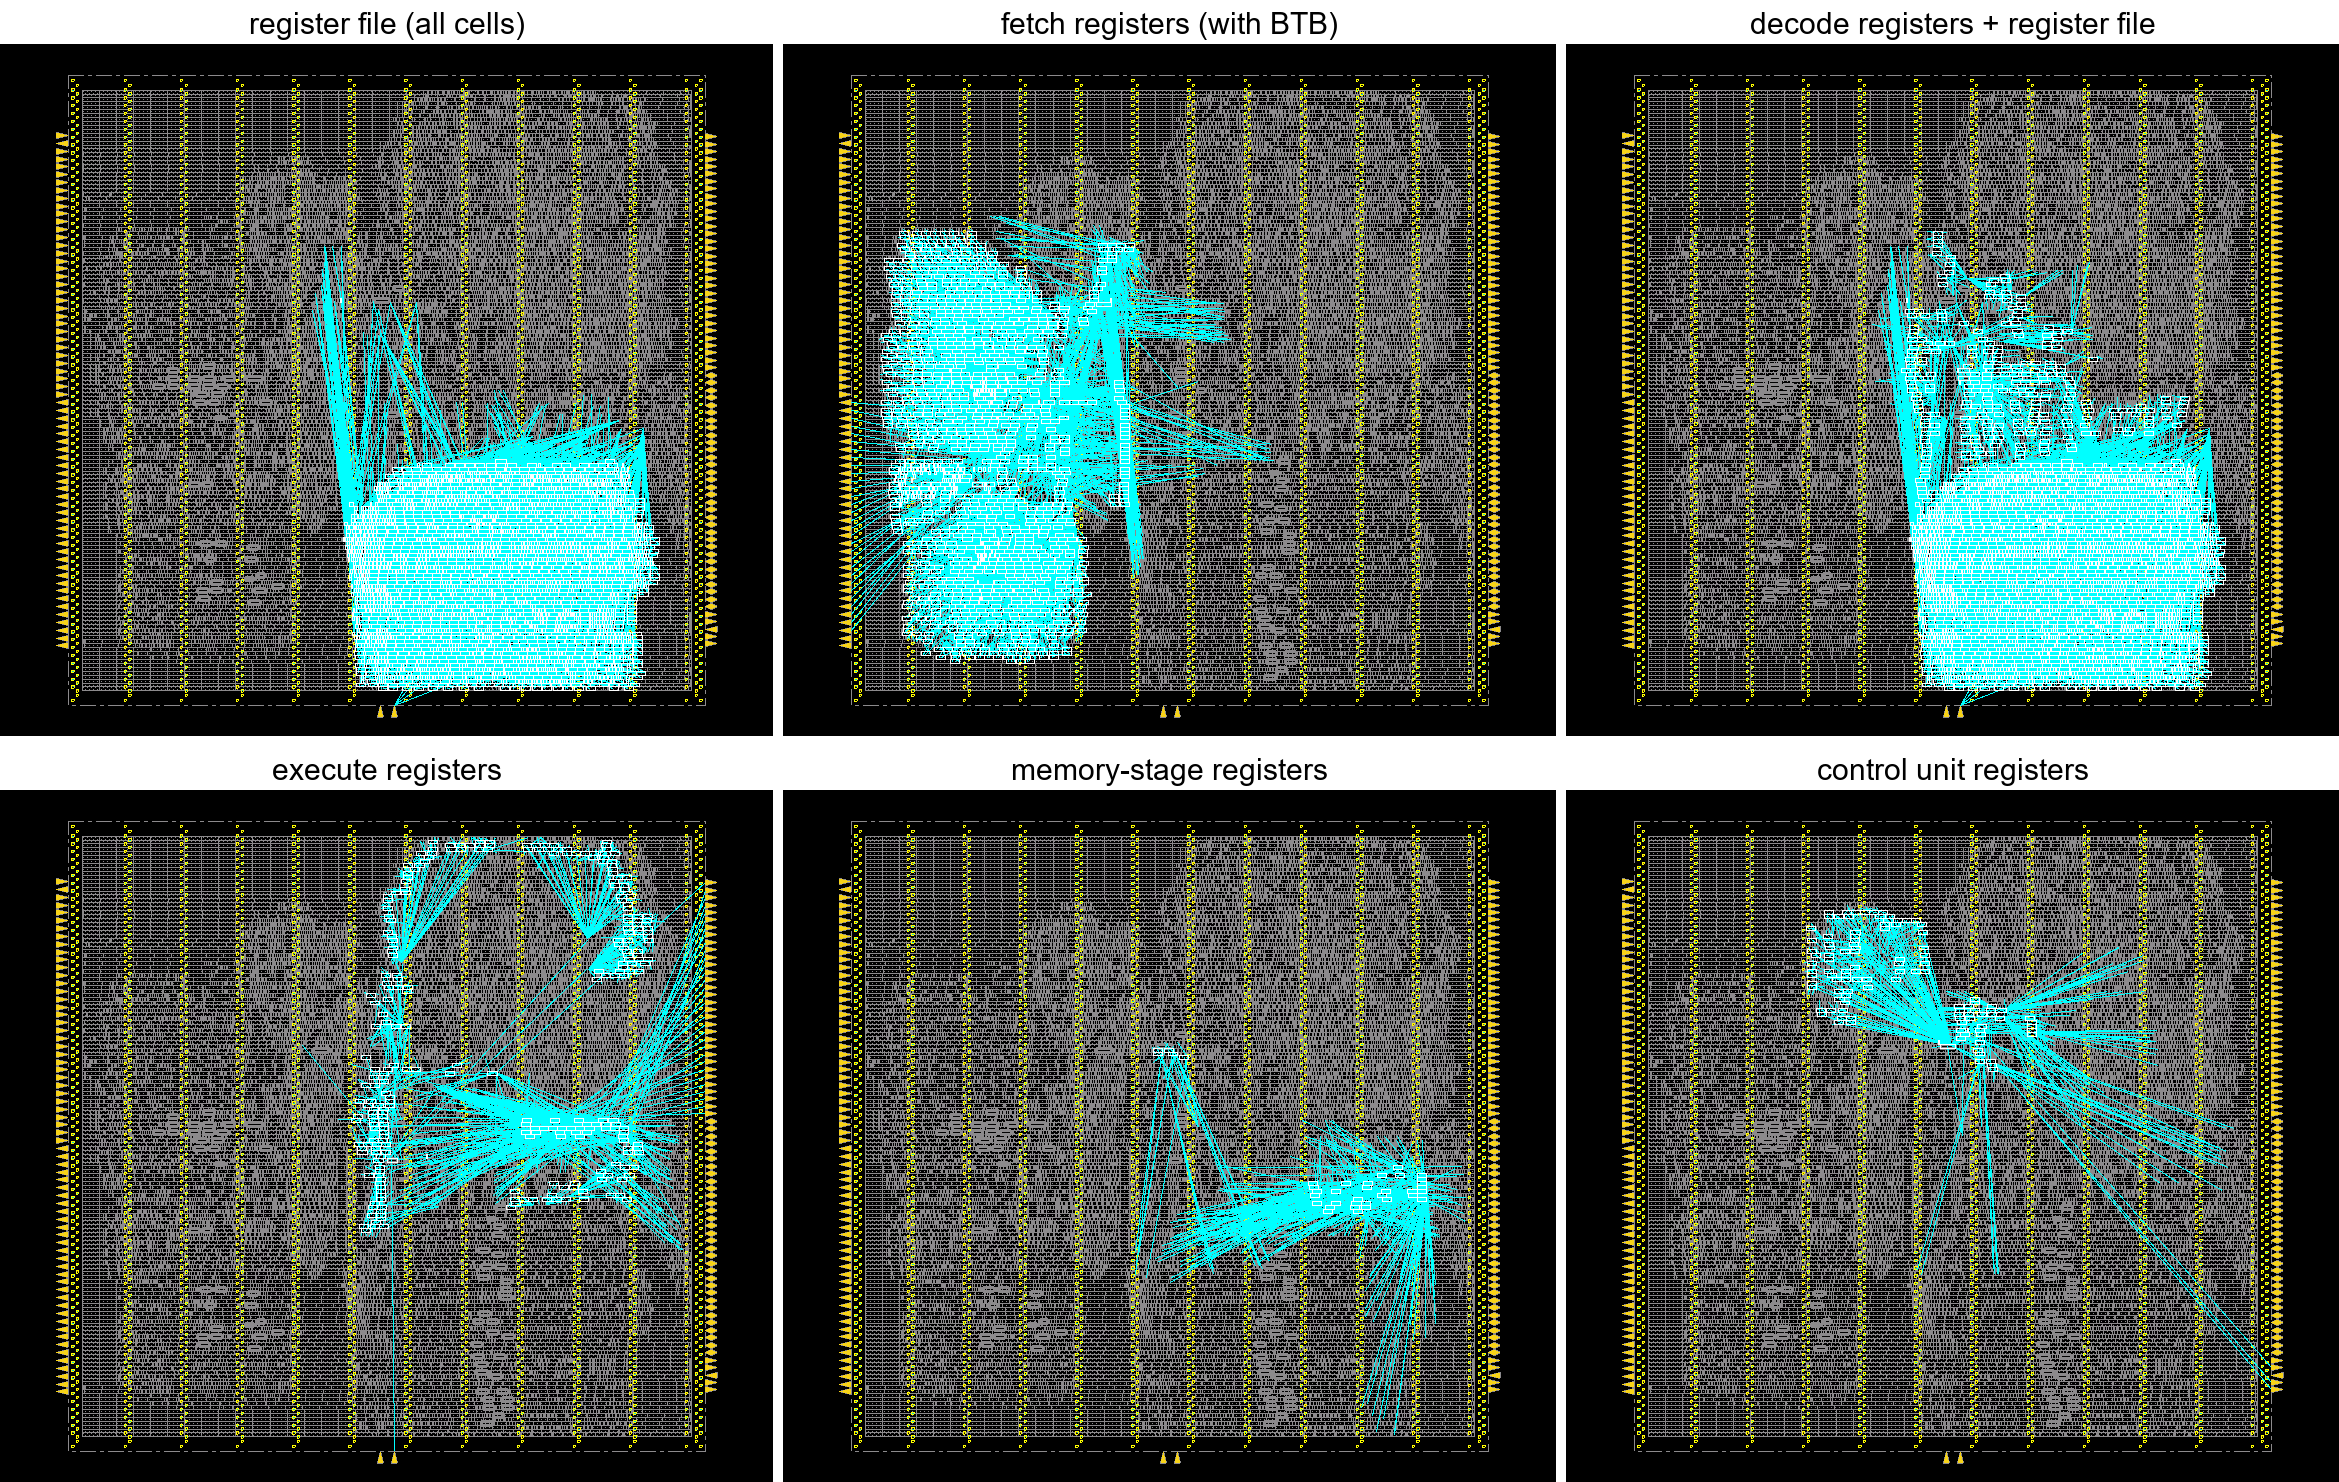 register file (all cells)
fetch registers (with BTB)
decode registers + register file
execute registers
memory-stage registers
control unit registers